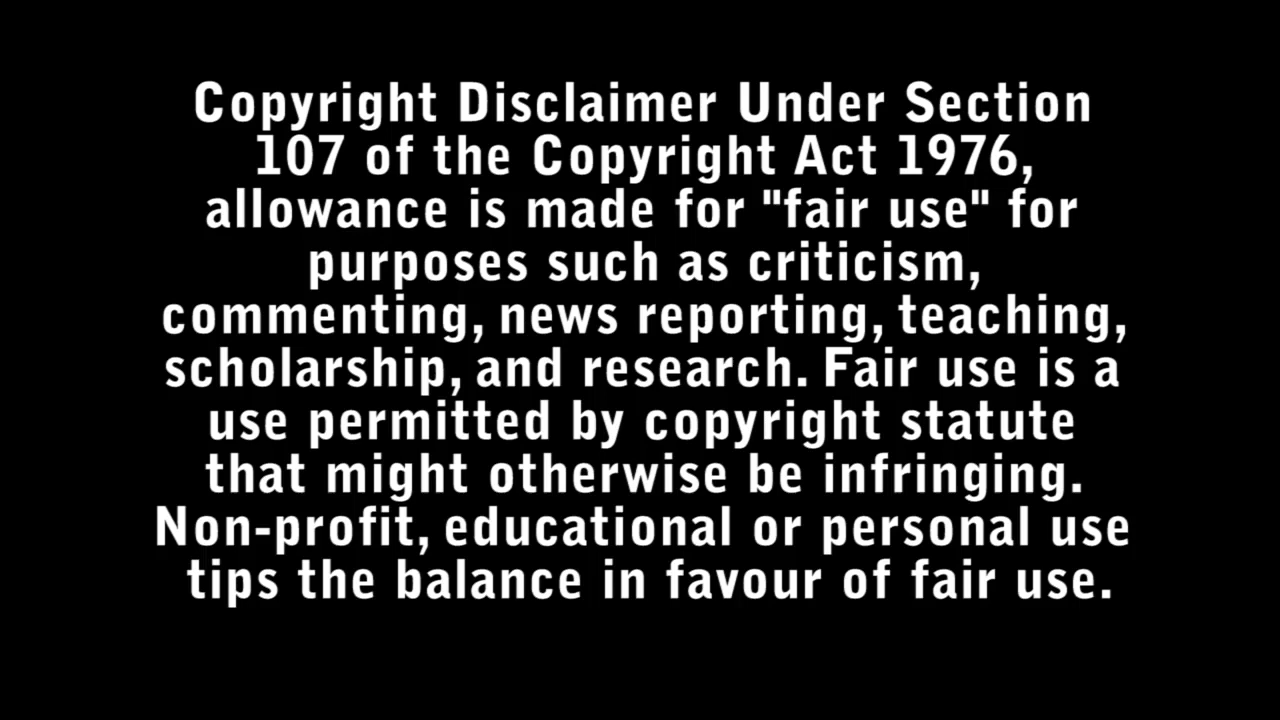 Copyright Disclaimer Under Section
107 of the Copyright Act 1976,
allowance is made for "fair use" for
purposes such as criticism,
commenting, news reporting, teaching,
scholarship, and research. Fair use is a
use permitted by copyright statute
that might otherwise be infringing.
Non-profit, educational or personal use
tips the balance in favour of fair use.